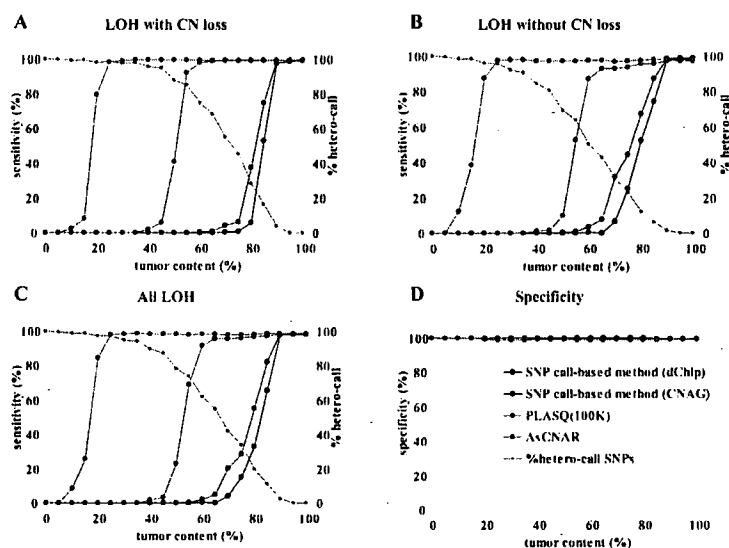 A
LOH with CN loss
100
80
60
40
20
0
sensitivity (%)
100
80
60
40
20
0
% hetero-call
0 20 40 60 80 100
tumor content (%)
B
LOH without CN loss
100
80
60
40
20
0
sensitivity (%)
100
80
60
40
20
0
% hetero-call
0 20 40 60 80 100
tumor content (%)
C
All LOH
100
80
60
40
20
0
sensitivity (%)
100
80
60
40
20
0
% hetero-call
0 20 40 60 80 100
tumor content (%)
D
Specificity
100
80
60
40
20
0
specificity (%)
SNP call-based method (dChip)
SNP call-based method (CNAG)
PLASQ(100K)
AsCNAR
%hetero-call SNPs
0 20 40 60 80 100
tumor content (%)